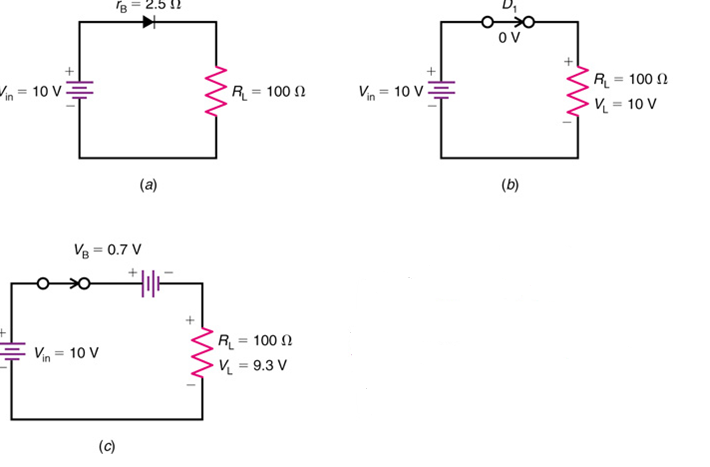 r_B = 2.5 Ω
V_in = 10 V
+
−
R_L = 100 Ω
(a)
D_1
0 V
V_in = 10 V
+
−
+
R_L = 100 Ω
V_L = 10 V
−
(b)
V_B = 0.7 V
+ −
+
V_in = 10 V
−
+
R_L = 100 Ω
V_L = 9.3 V
−
(c)